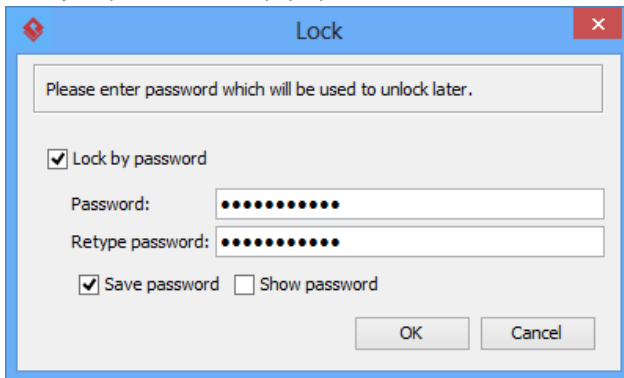 Lock
Please enter password which will be used to unlock later.
Lock by password
Password: ●●●●●●●●●●●
Retype password: ●●●●●●●●●●●
Save password Show password
OK Cancel